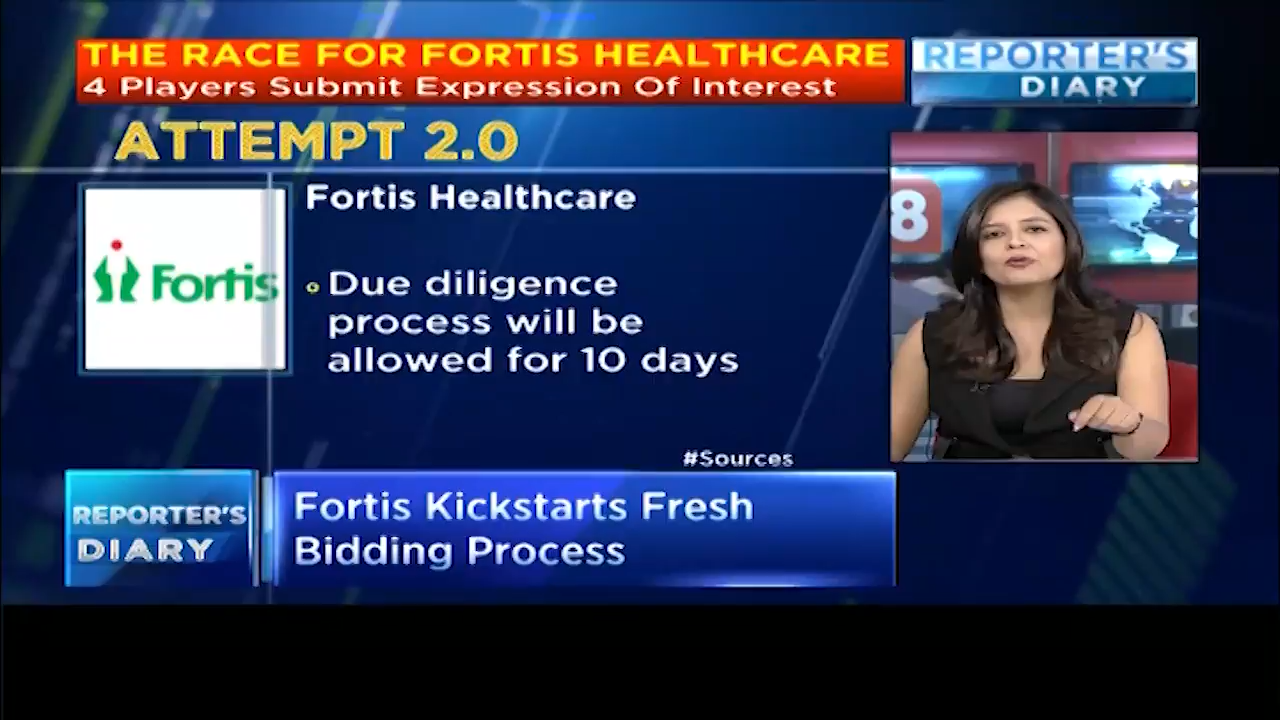 THE RACE FOR FORTIS HEALTHCARE
4 Players Submit Expression Of Interest
REPORTER'S
DIARY
ATTEMPT 2.0
Fortis
Fortis Healthcare
Due diligence
process will be
allowed for 10 days
8
#Sources
REPORTER'S
DIARY
Fortis Kickstarts Fresh
Bidding Process